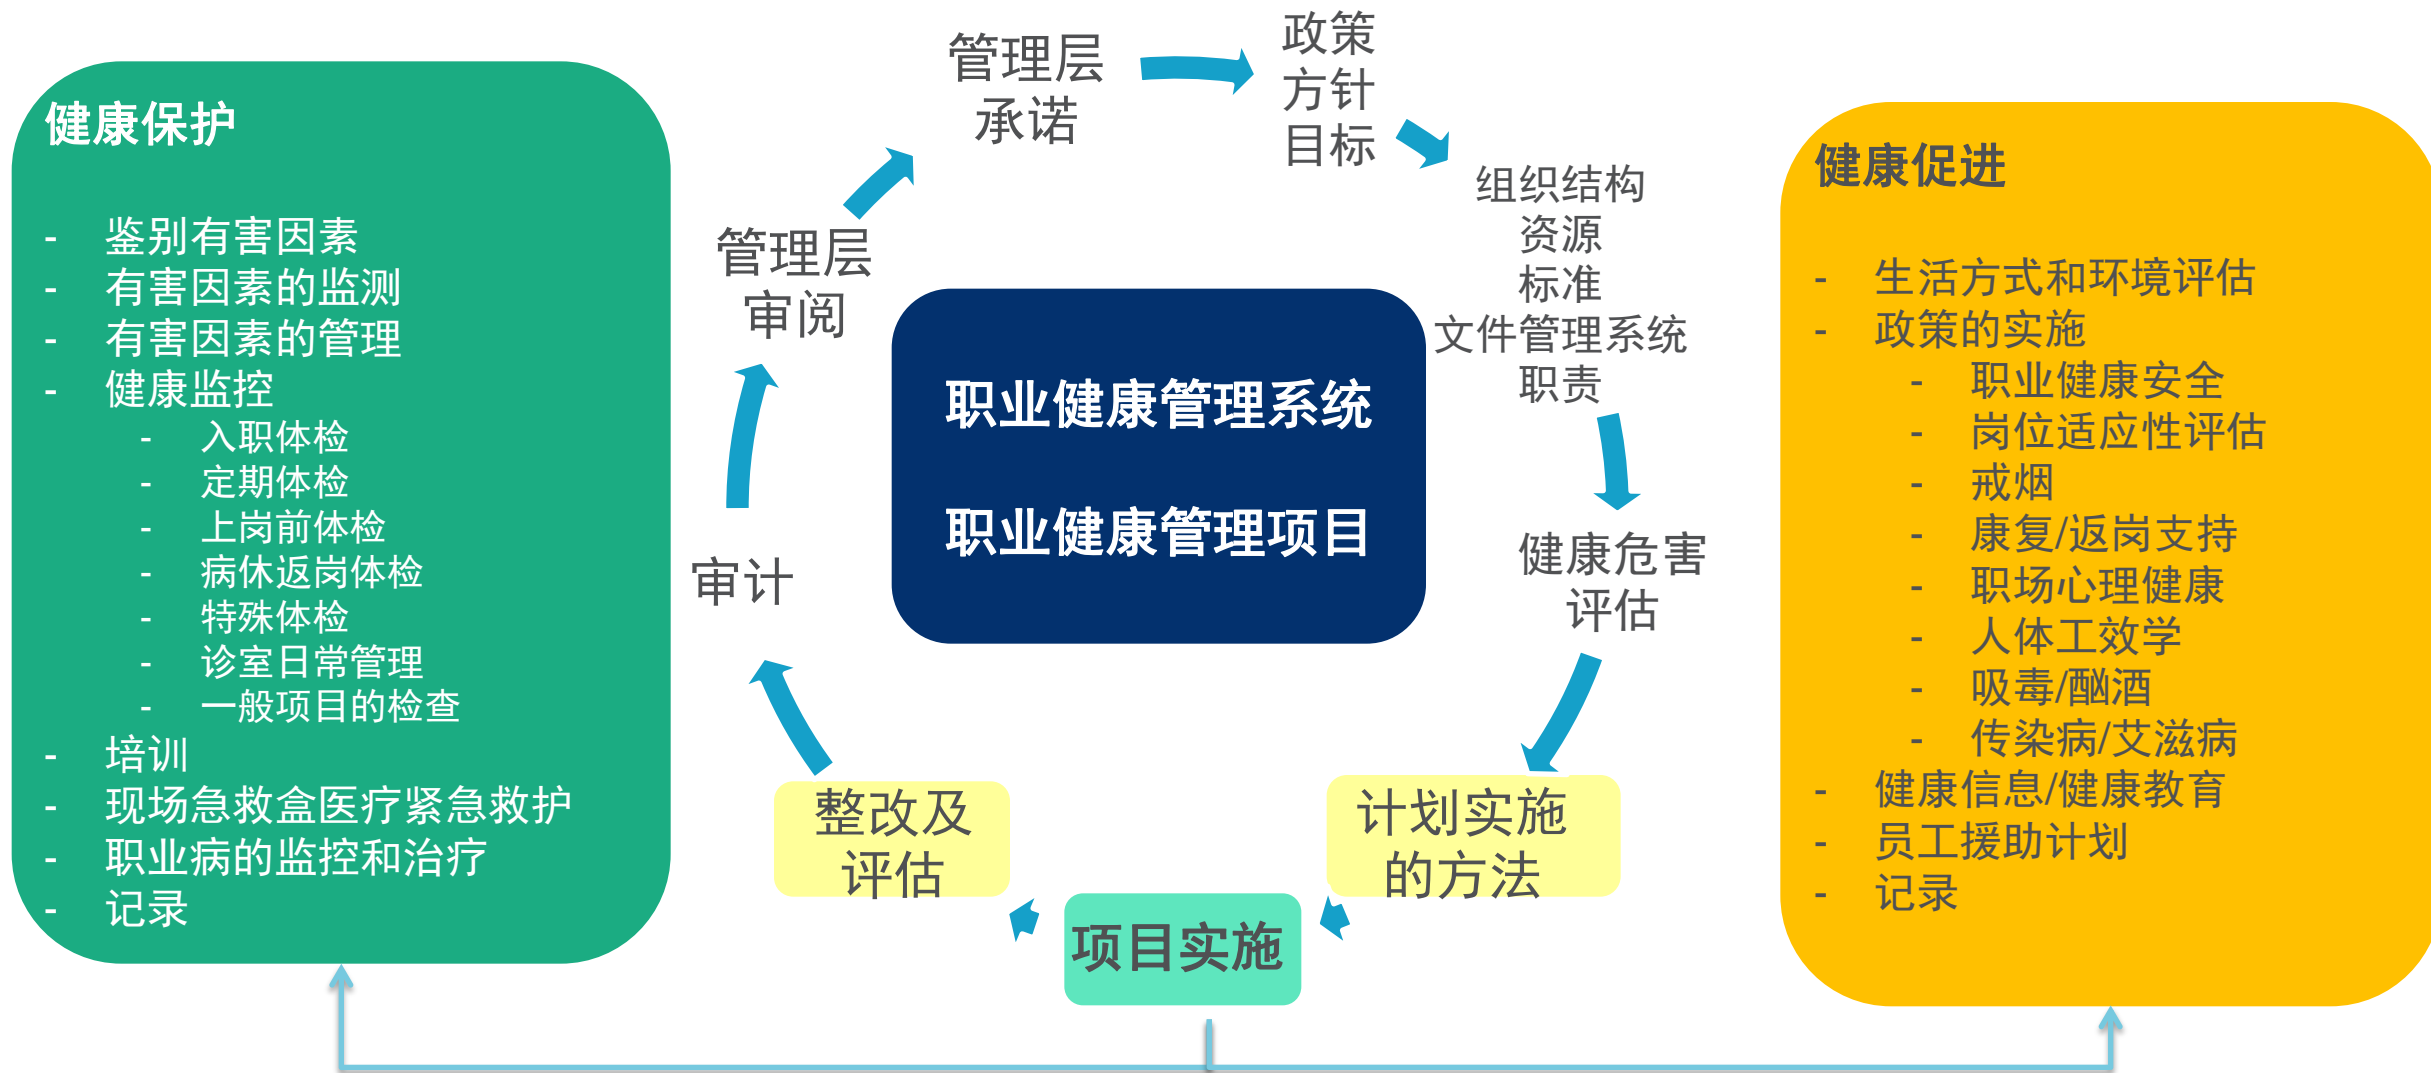 健康保护
- 鉴别有害因素
- 有害因素的监测
- 有害因素的管理
- 健康监控
- 入职体检
- 定期体检
- 上岗前体检
- 病休返岗体检
- 特殊体检
- 诊室日常管理
- 一般项目的检查
- 培训
- 现场急救盒医疗紧急救护
- 职业病的监控和治疗
- 记录
管理层
承诺
政策
方针
目标
组织结构
资源
标准
文件管理系统
职责
健康危害
评估
计划实施
的方法
项目实施
整改及
评估
审计
管理层
审阅
职业健康管理系统
职业健康管理项目
健康促进
- 生活方式和环境评估
- 政策的实施
- 职业健康安全
- 岗位适应性评估
- 戒烟
- 康复/返岗支持
- 职场心理健康
- 人体工效学
- 吸毒/酗酒
- 传染病/艾滋病
- 健康信息/健康教育
- 员工援助计划
- 记录